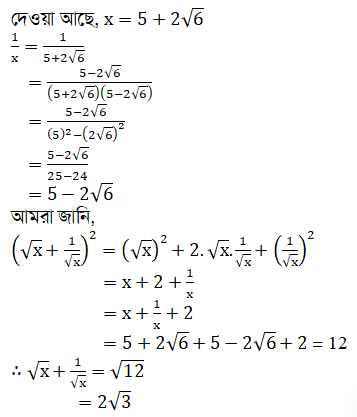 দেওয়া আছে, x = 5 + 2√6
1/x = 1/(5+2√6)
= (5−2√6)/((5+2√6)(5−2√6))
= (5−2√6)/((5)²−(2√6)²)
= (5−2√6)/(25−24)
= 5 − 2√6
আমরা জানি,
(√x + 1/√x)² = (√x)² + 2.√x.1/√x + (1/√x)²
= x + 2 + 1/x
= x + 1/x + 2
= 5 + 2√6 + 5 − 2√6 + 2 = 12
∴ √x + 1/√x = √12
= 2√3